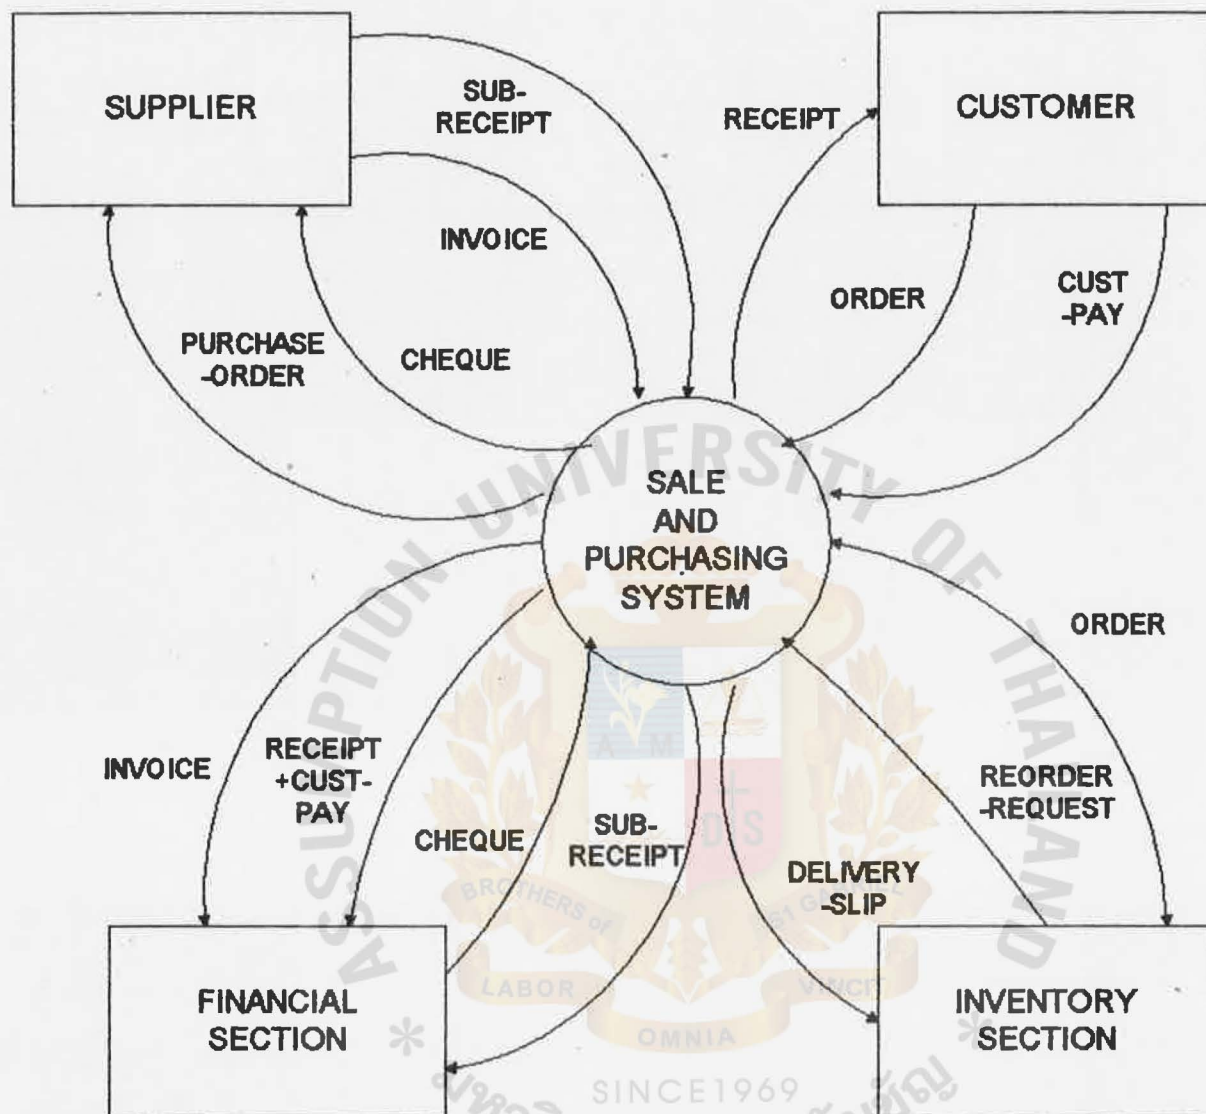 SUPPLIER
SUB-
RECEIPT
RECEIPT
CUSTOMER
INVOICE
ORDER
CUST
-PAY
PURCHASE
-ORDER
CHEQUE
SALE
AND
PURCHASING
SYSTEM
ORDER
INVOICE
RECEIPT
+CUST-
PAY
CHEQUE
SUB-
RECEIPT
DELIVERY
-SLIP
REORDER
-REQUEST
FINANCIAL
SECTION
INVENTORY
SECTION
ASSUMPTION UNIVERSITY OF THAILAND
A M
D S
BROTHERS of
ST GABRIEL
LABOR
OMNIA
VINCIT
SINCE1969